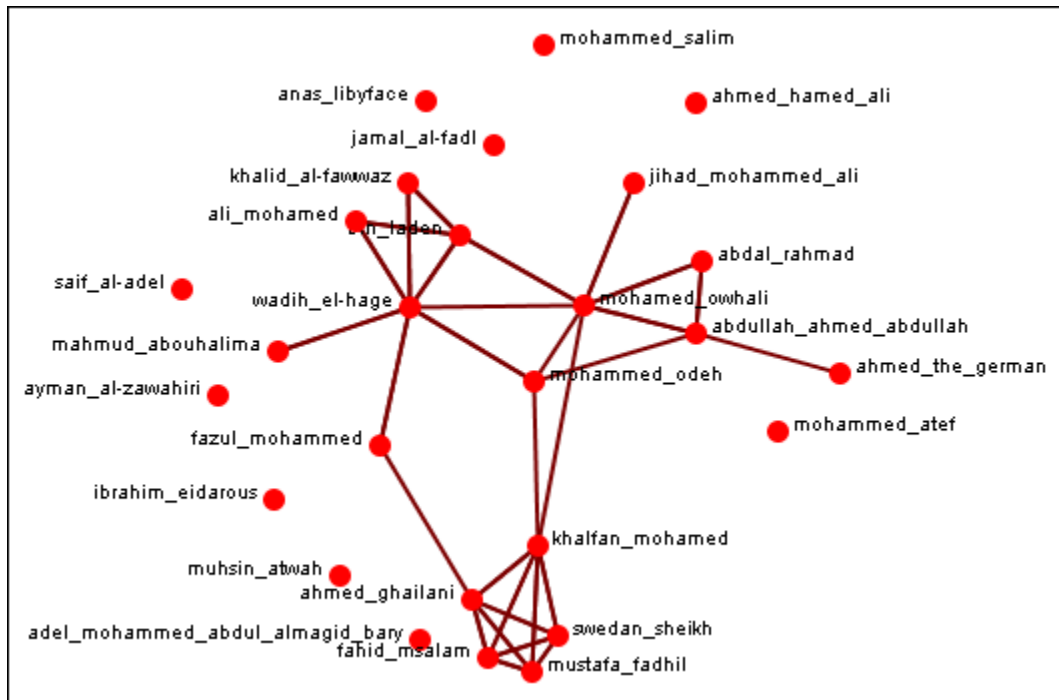 mohammed_salim
anas_libyface
ahmed_hamed_ali
jamal_al-fadl
khalid_al-fawwaz
jihad_mohammed_ali
ali_mohamed
bin_laden
abdal_rahmad
saif_al-adel
wadih_el-hage
mohamed_owhali
abdullah_ahmed_abdullah
mahmud_abouhalima
ahmed_the_german
mohammed_odeh
ayman_al-zawahiri
mohammed_atef
fazul_mohammed
ibrahim_eidarous
khalfan_mohamed
muhsin_atwah
ahmed_ghailani
adel_mohammed_abdul_almagid_bary
swedan_sheikh
fahid_msalam
mustafa_fadhil